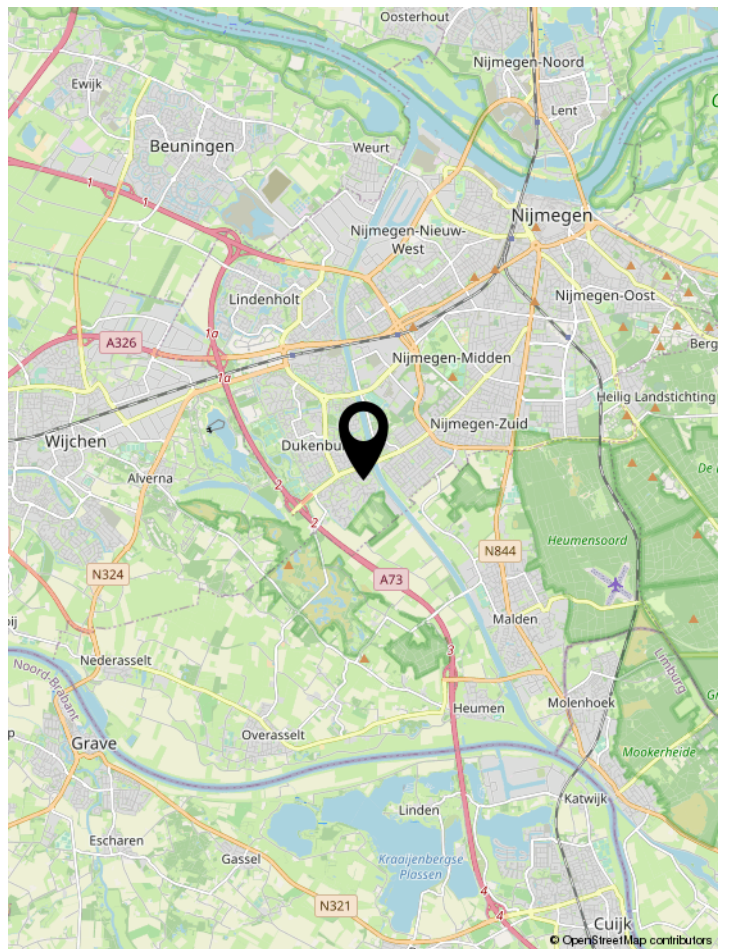 Oosterhout
Nijmegen-Noord
Ewijk
Lent
Beuningen
Weurt
1
1
Nijmegen
Nijmegen-Nieuw-
West
Lindenholt
Nijmegen-Oost
1a
A326
Berg
Nijmegen-Midden
1a
Heilig Landstichting
Nijmegen-Zuid
Wijchen
Dukenbu
De
Alverna
2
2
Heumensoord
N844
N324
A73
Malden
3
Nederasselt
Limburg
Noord-Brabant
Molenhoek
Heumen
Overasselt
Grave
Mookerheide
Katwijk
Linden
Escharen
Gassel
Kraaijenbergse
Plassen
4
N321
4
Cuijk
© OpenStreetMap contributors